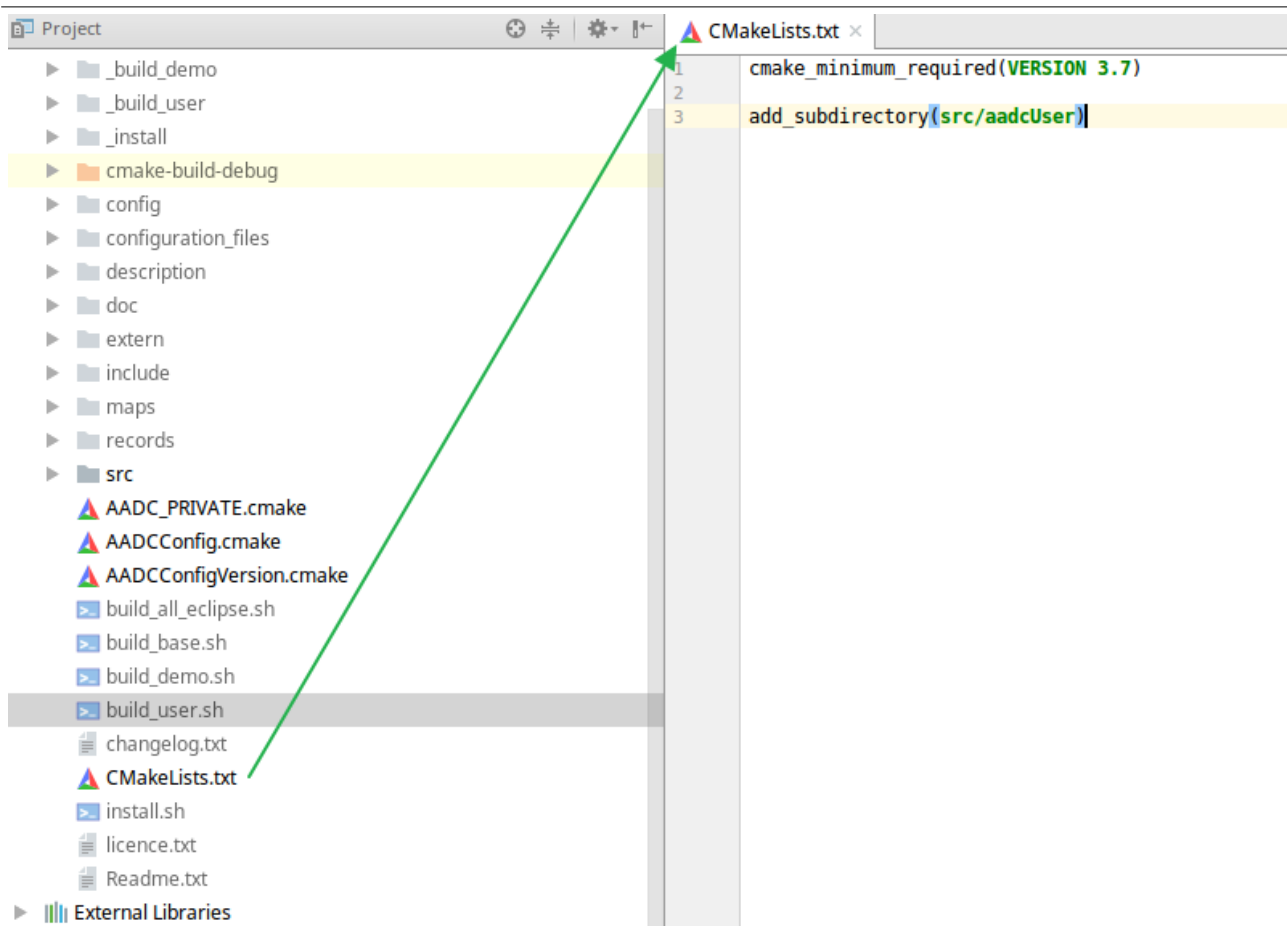 Project
_build_demo
_build_user
_install
cmake-build-debug
config
configuration_files
description
doc
extern
include
maps
records
src
AADC_PRIVATE.cmake
AADCConfig.cmake
AADCConfigVersion.cmake
build_all_eclipse.sh
build_base.sh
build_demo.sh
build_user.sh
changelog.txt
CMakeLists.txt
install.sh
licence.txt
Readme.txt
External Libraries
CMakeLists.txt
1 cmake_minimum_required(VERSION 3.7)
2
3 add_subdirectory(src/aadcUser)